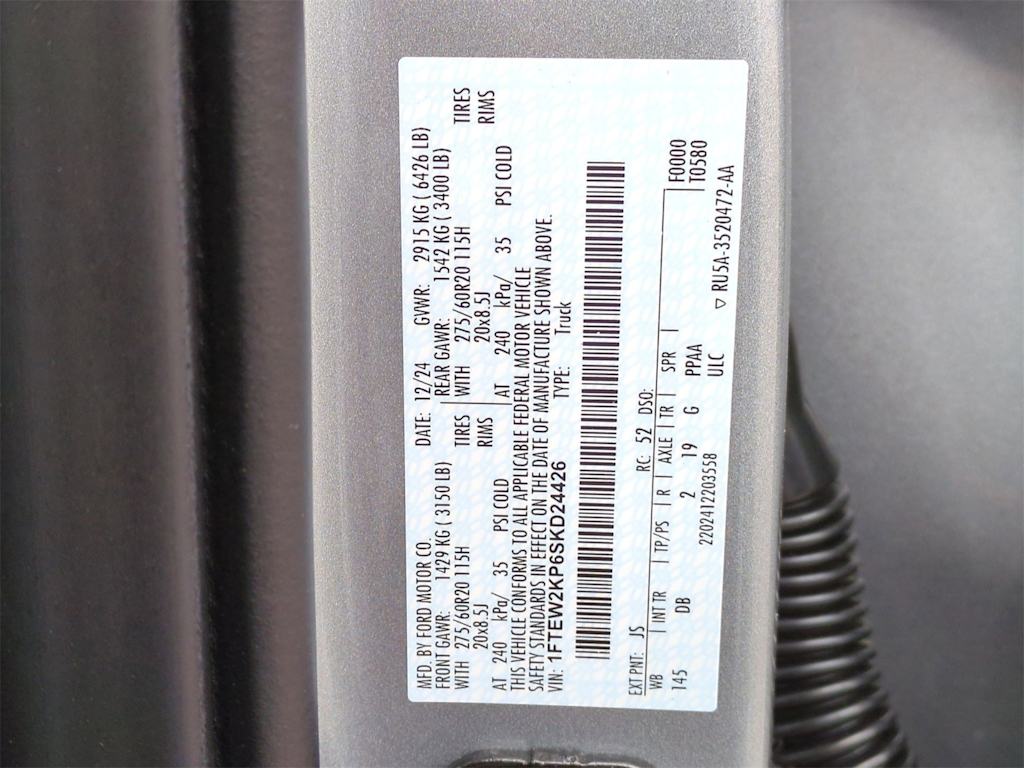 MFD. BY FORD MOTOR CO. DATE: 12/24 GVWR: 2915 KG ( 6426 LB)
FRONT GAWR: 1429 KG ( 3150 LB) REAR GAWR: 1542 KG ( 3400 LB)
WITH 275/60R20 115H TIRES WITH 275/60R20 115H TIRES
20x8.5J RIMS 20x8.5J RIMS
AT 240 kPa/ 35 PSI COLD AT 240 kPa/ 35 PSI COLD
THIS VEHICLE CONFORMS TO ALL APPLICABLE FEDERAL MOTOR VEHICLE
SAFETY STANDARDS IN EFFECT ON THE DATE OF MANUFACTURE SHOWN ABOVE.
VIN: 1FTEW2KP6SKD24426 TYPE: Truck
EXT PNT: JS RC: 52 DSO:
WB INT TR TP/PS R AXLE TR SPR F0000
145 DB 2 19 G PPAA T0580
2202412203558 ULC
▽ RU5A-3520472-AA